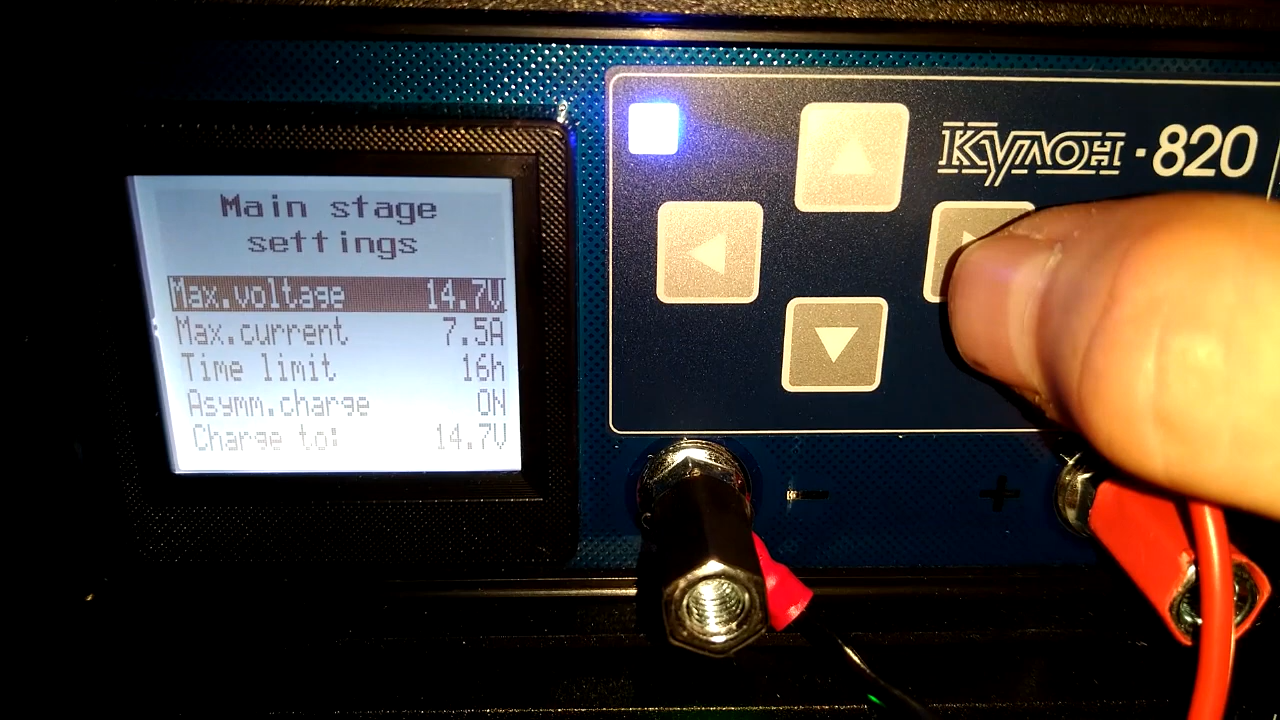 Main stage
settings
Max.voltage 14.7V
Max.current 7.5A
Time limit 16h
Asymm.charge ON
Charge to: 14.7V
Кулон-820
- +